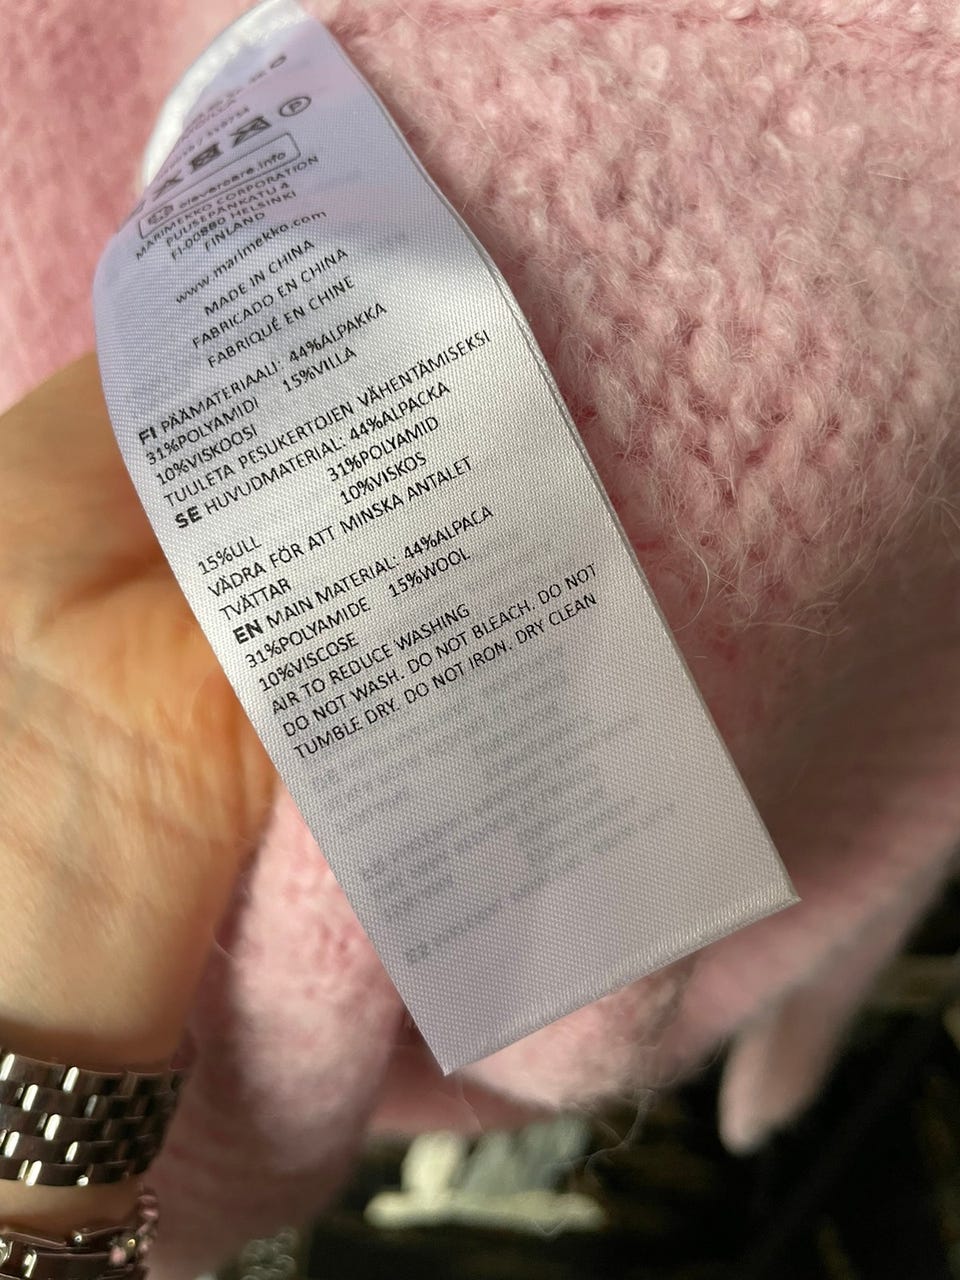 clevercare.info
MARIMEKKO CORPORATION
PUUSEPÄNKATU 4
FI-00880 HELSINKI
FINLAND
www.marimekko.com
MADE IN CHINA
FABRICADO EN CHINA
FABRIQUÉ EN CHINE
FI PÄÄMATERIAALI: 44%ALPAKKA
31%POLYAMIDI 15%VILLA
10%VISKOOSI
TUULETA PESUKERTOJEN VÄHENTÄMISEKSI
SE HUVUDMATERIAL: 44%ALPACKA
31%POLYAMID
15%ULL 10%VISKOS
VÄDRA FÖR ATT MINSKA ANTALET
TVÄTTAR
EN MAIN MATERIAL: 44%ALPACA
31%POLYAMIDE 15%WOOL
10%VISCOSE
AIR TO REDUCE WASHING
DO NOT WASH. DO NOT BLEACH. DO NOT
TUMBLE DRY. DO NOT IRON. DRY CLEAN